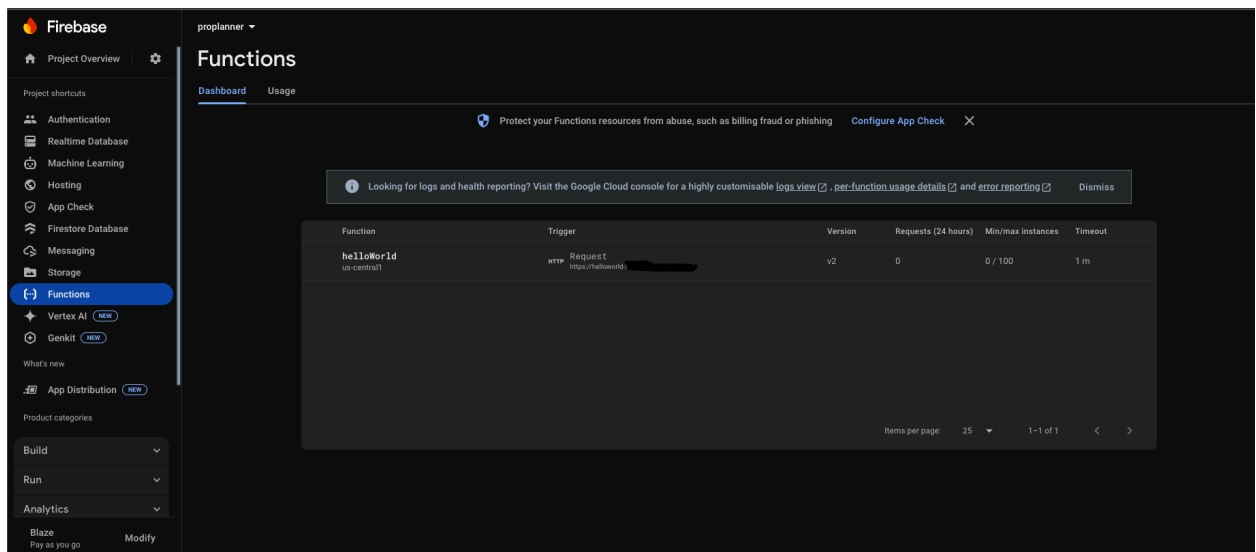 Firebase
Project Overview
Project shortcuts
Authentication
Realtime Database
Machine Learning
Hosting
App Check
Firestore Database
Messaging
Storage
Functions
Vertex AI NEW
Genkit NEW
What's new
App Distribution NEW
Product categories
Build
Run
Analytics
Blaze
Pay as you go
Modify
proplanner
Functions
Dashboard Usage
Protect your Functions resources from abuse, such as billing fraud or phishing Configure App Check
Looking for logs and health reporting? Visit the Google Cloud console for a highly customisable logs view , per-function usage details and error reporting Dismiss
Function Trigger Version Requests (24 hours) Min/max instances Timeout
helloWorld HTTP Request v2 0 0 / 100 1 m
us-central1 https://helloworld-
Items per page: 25 1–1 of 1